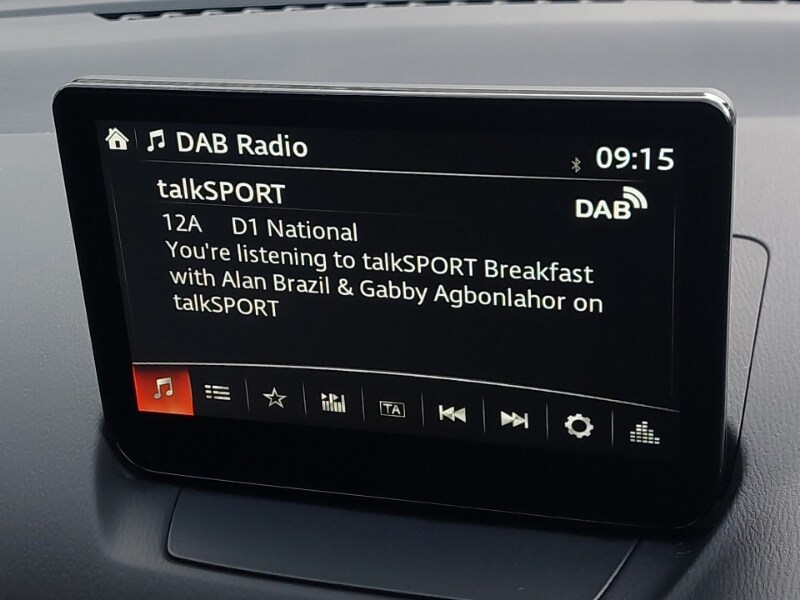 DAB Radio
09:15
talkSPORT
DAB
12A D1 National
You're listening to talkSPORT Breakfast
with Alan Brazil & Gabby Agbonlahor on
talkSPORT
TA